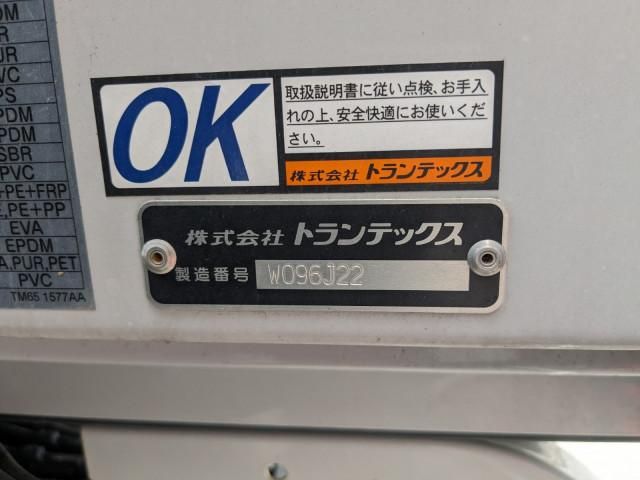 DM
R
UR
VC
PS
PDM
PDM
SBR
PVC
-PE+FRP
E,PE+PP
EVA
EPDM
A,PUR,PET
PVC
TM65 1577AA
OK
取扱説明書に従い点検、お手入
れの上、安全快適にお使いくだ
さい。
株式会社 トランテックス
株式会社 トランテックス
製造番号 W096J22